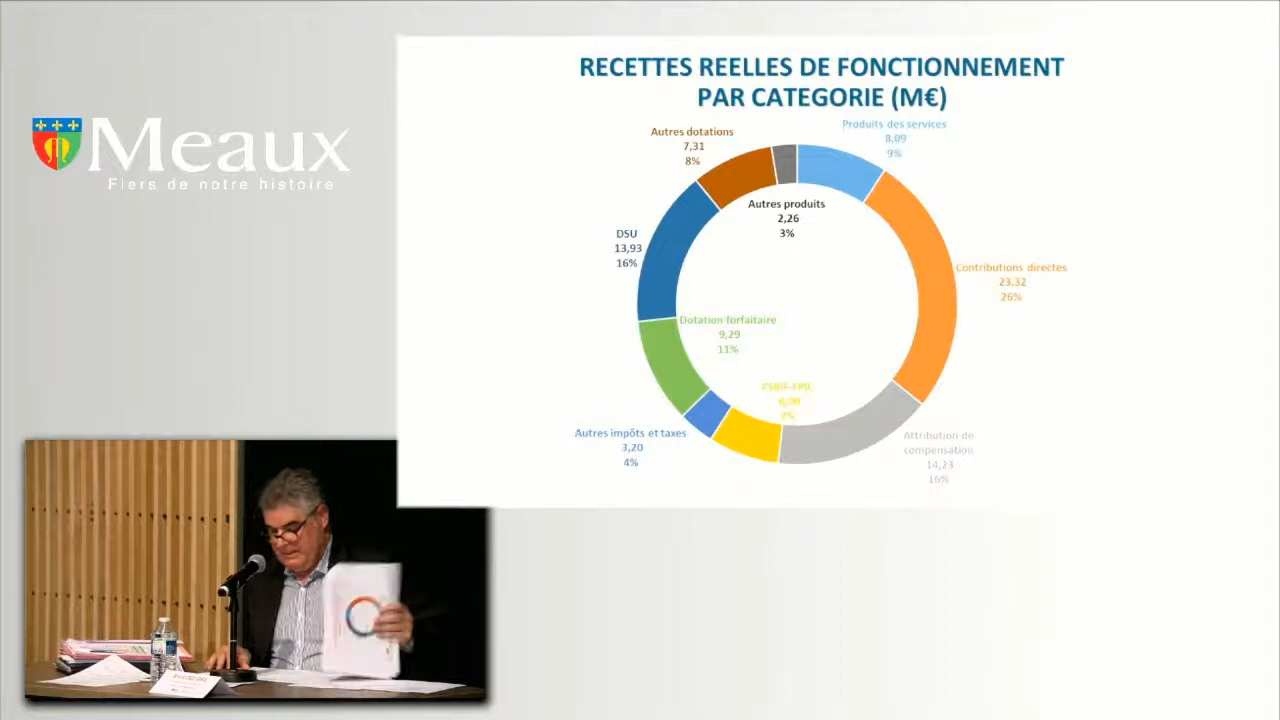 Meaux
Fiers de notre histoire
RECETTES REELLES DE FONCTIONNEMENT
PAR CATEGORIE (M€)
Produits des services
8,09
9%
Autres dotations
7,31
8%
Autres produits
2,26
3%
DSU
13,93
16%
Contributions directes
23,32
26%
Dotation forfaitaire
9,29
11%
7%
Autres impôts et taxes
3,20
4%
Attribution de
compensation
14,23
16%